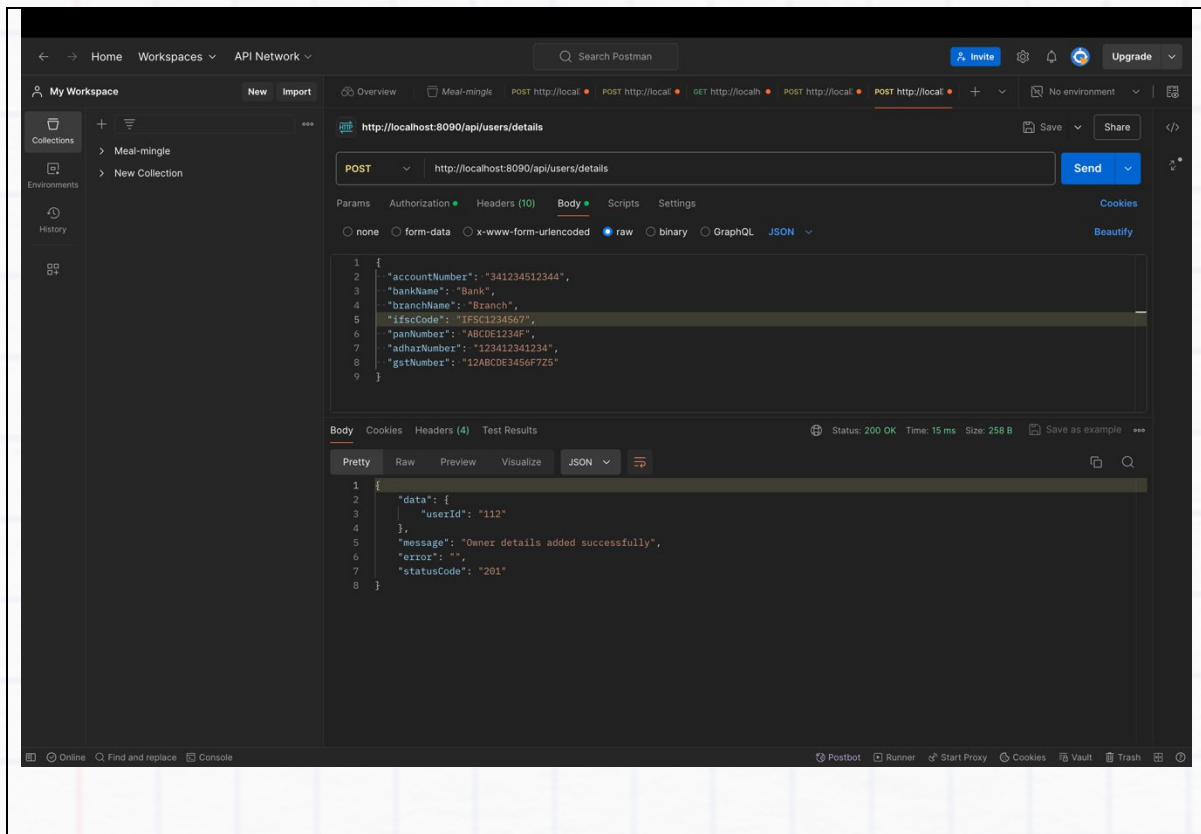 Home Workspaces API Network Search Postman Invite Upgrade
My Workspace New Import Overview Meal-mingle POST http://local: POST http://local: GET http://localh POST http://local: POST http://local: No environment
Collections
Environments
History
Meal-mingle
New Collection
HTTP http://localhost:8090/api/users/details Save Share
POST http://localhost:8090/api/users/details Send
Params Authorization Headers (10) Body Scripts Settings Cookies
none form-data x-www-form-urlencoded raw binary GraphQL JSON Beautify
1 {
2 "accountNumber": "341234512344",
3 "bankName": "Bank",
4 "branchName": "Branch",
5 "ifscCode": "IFSC1234567",
6 "panNumber": "ABCDE1234F",
7 "adharNumber": "123412341234",
8 "gstNumber": "12ABCDE3456F7Z5"
9 }
Body Cookies Headers (4) Test Results Status: 200 OK Time: 15 ms Size: 258 B Save as example
Pretty Raw Preview Visualize JSON
1 {
2 "data": {
3 "userId": "112"
4 },
5 "message": "Owner details added successfully",
6 "error": "",
7 "statusCode": "201"
8 }
Online Find and replace Console Postbot Runner Start Proxy Cookies Vault Trash